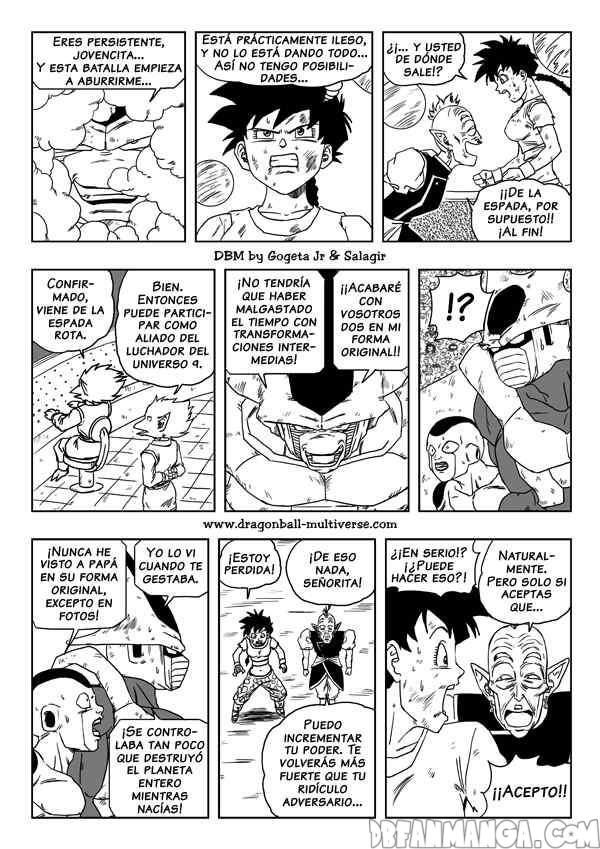 ERES PERSISTENTE,
JOVENCITA...
Y ESTA BATALLA EMPIEZA
A ABURRIRME...
ESTÁ PRÁCTICAMENTE ILESO,
Y NO LO ESTÁ DANDO TODO...
ASÍ NO TENGO POSIBILI-
DADES...
¿¡... Y USTED
DE DÓNDE
SALE!?
¡¡DE LA
ESPADA, POR
SUPUESTO!!
¡AL FIN!
DBM by Gogeta Jr & Salagir
CONFIR-
MADO,
VIENE DE LA
ESPADA
ROTA.
BIEN.
ENTONCES
PUEDE PARTICI-
PAR COMO
ALIADO DEL
LUCHADOR DEL
UNIVERSO 9.
¡NO TENDRÍA
QUE HABER
MALGASTADO
EL TIEMPO CON
TRANSFORMA-
CIONES INTER-
MEDIAS!
¡¡ACABARÉ
CON
VOSOTROS
DOS EN MI
FORMA
ORIGINAL!!
!?
www.dragonball-multiverse.com
¡NUNCA HE
VISTO A PAPÁ
EN SU FORMA
ORIGINAL,
EXCEPTO EN
FOTOS!
YO LO VI
CUANDO TE
GESTABA.
¡SE CONTRO-
LABA TAN POCO
QUE DESTRUYÓ
EL PLANETA
ENTERO
MIENTRAS
NACÍAS!
¡ESTOY
PERDIDA!
¡DE ESO
NADA,
SEÑORITA!
PUEDO
INCREMENTAR
TU PODER. TE
VOLVERÁS MÁS
FUERTE QUE TU
RIDÍCULO
ADVERSARIO...
¿¡EN SERIO!?
¿¡PUEDE
HACER ESO?!
NATURAL-
MENTE.
PERO SOLO SI
ACEPTAS
QUE...
¡¡ACEPTO!!
DBFANMANGA.COM